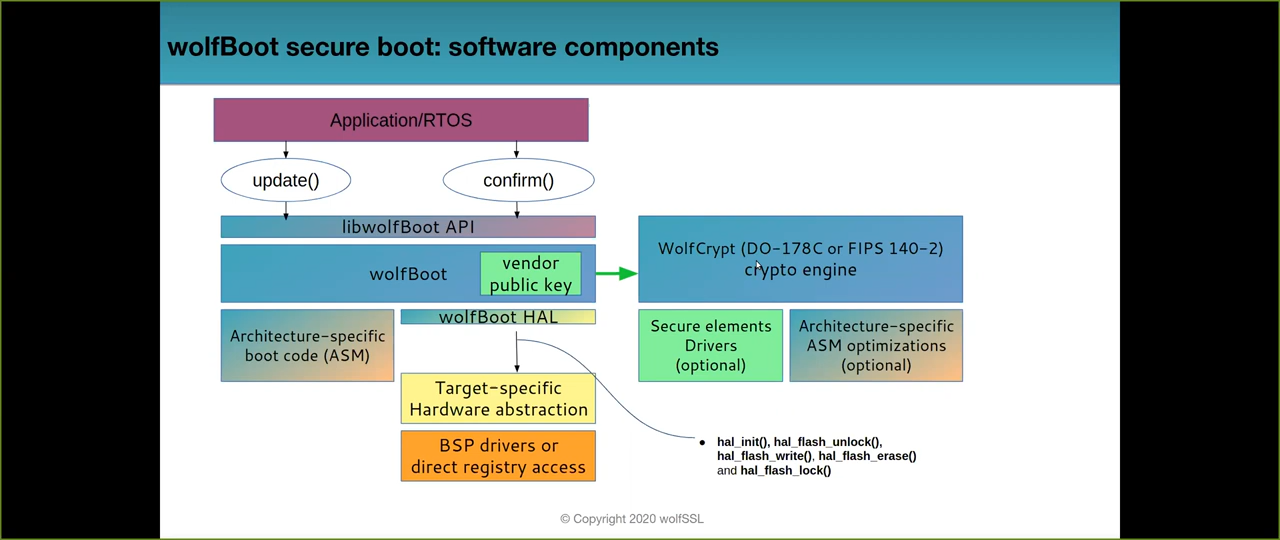 wolfBoot secure boot: software components
Application/RTOS
update()
confirm()
libwolfBoot API
wolfBoot
vendor
public key
WolfCrypt (DO-178C or FIPS 140-2)
crypto engine
Architecture-specific
boot code (ASM)
wolfBoot HAL
Secure elements
Drivers
(optional)
Architecture-specific
ASM optimizations
(optional)
Target-specific
Hardware abstraction
BSP drivers or
direct registry access
• hal_init(), hal_flash_unlock(),
hal_flash_write(), hal_flash_erase()
and hal_flash_lock()
© Copyright 2020 wolfSSL